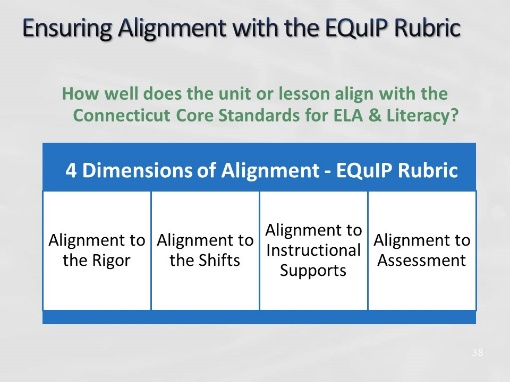 Ensuring Alignment with the EQuIP Rubric
How well does the unit or lesson align with the
Connecticut Core Standards for ELA & Literacy?
4 Dimensions of Alignment - EQuIP Rubric
Alignment to
the Rigor
Alignment to
the Shifts
Alignment to
Instructional
Supports
Alignment to
Assessment
38